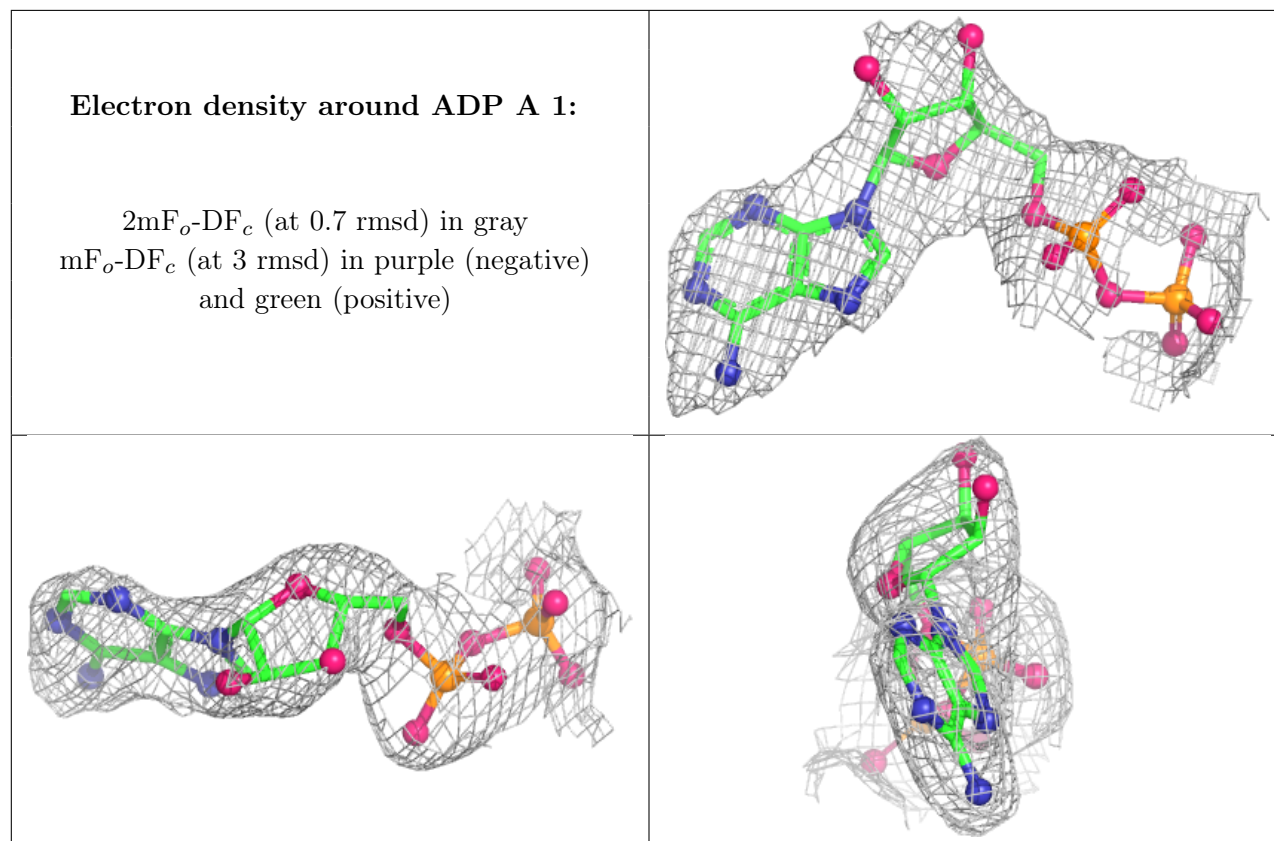 Electron density around ADP A 1:
2mFo-DFc (at 0.7 rmsd) in gray
mFo-DFc (at 3 rmsd) in purple (negative)
and green (positive)